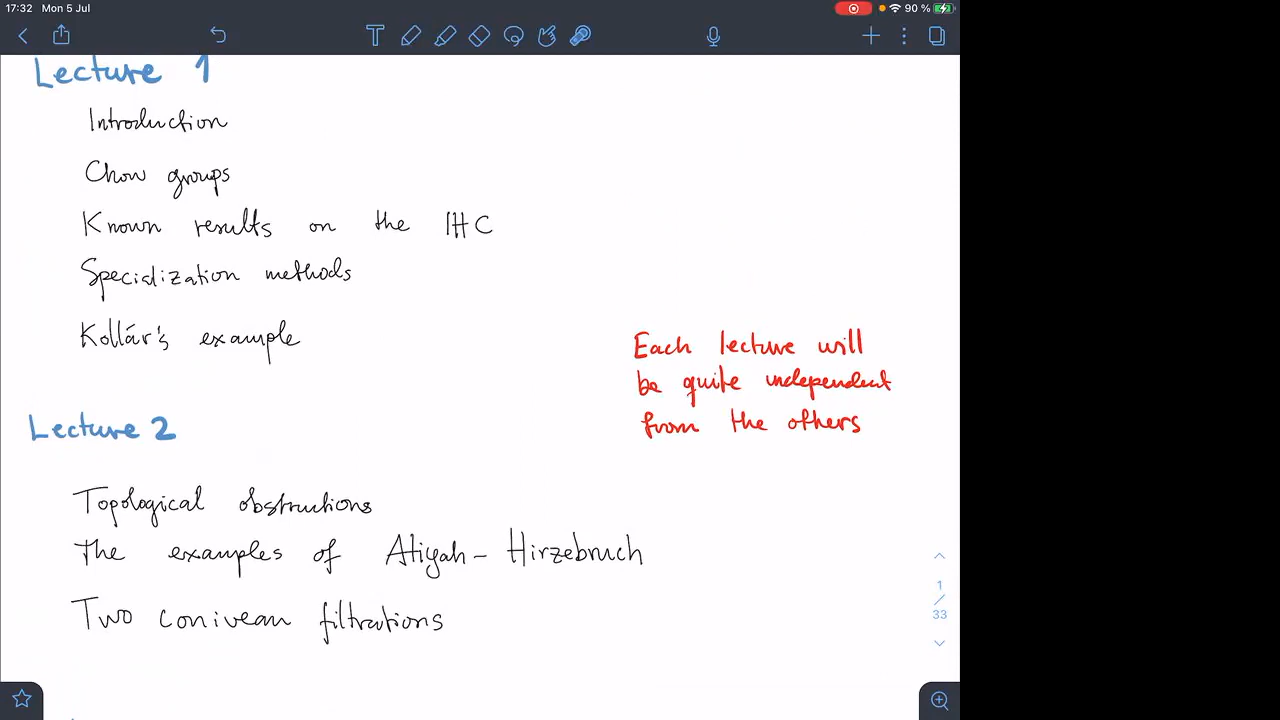 17:32 Mon 5 Jul
90 %
Lecture 1
Introduction
Chow groups
Known results on the IHC
Specialization methods
Kollár's example
Each lecture will
be quite independent
from the others
Lecture 2
Topological obstructions
The examples of Atiyah - Hirzebruch
Two coniveau filtrations
1
/
33